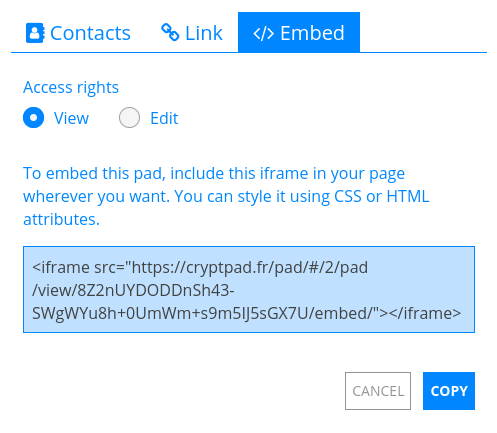 Contacts Link </> Embed
Access rights
View Edit
To embed this pad, include this iframe in your page
wherever you want. You can style it using CSS or HTML
attributes.
<iframe src="https://cryptpad.fr/pad/#/2/pad
/view/8Z2nUYDODDnSh43-
SWgWYu8h+0UmWm+s9m5IJ5sGX7U/embed/"></iframe>
CANCEL COPY